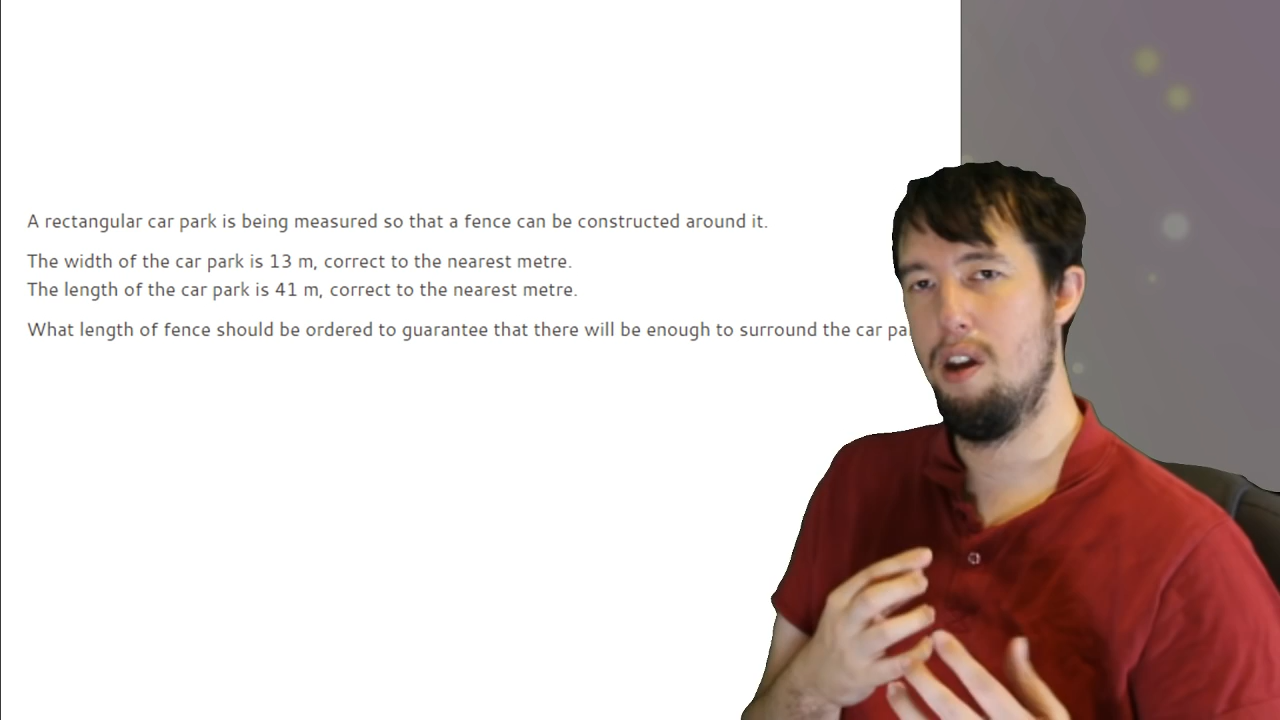 A rectangular car park is being measured so that a fence can be constructed around it.
The width of the car park is 13 m, correct to the nearest metre.
The length of the car park is 41 m, correct to the nearest metre.
What length of fence should be ordered to guarantee that there will be enough to surround the car